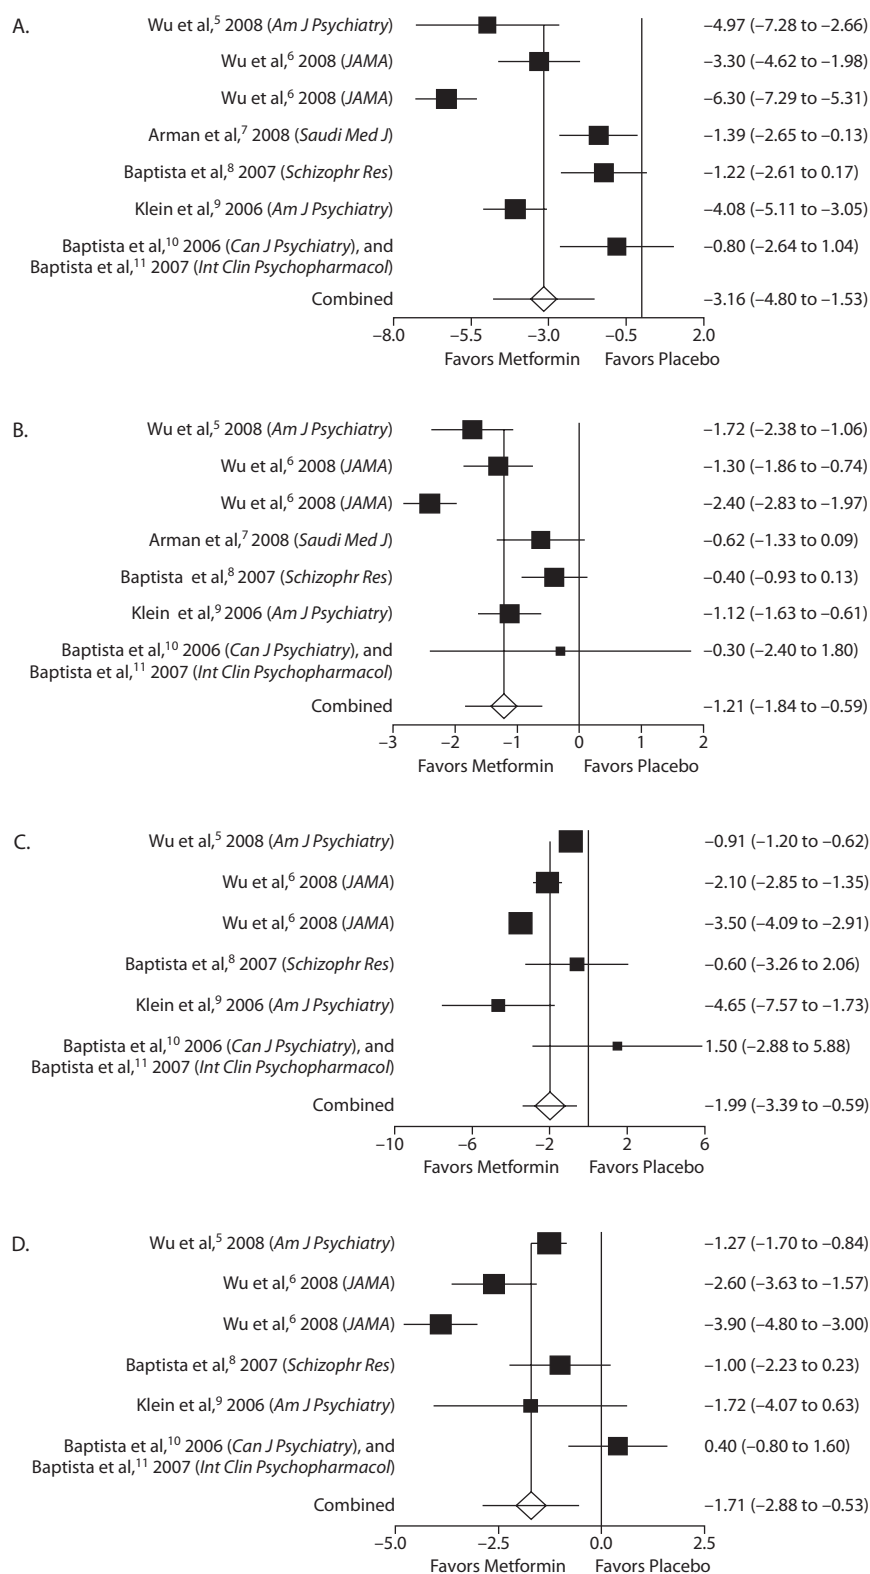 A.
Wu et al,5 2008 (Am J Psychiatry) –4.97 (–7.28 to –2.66)
Wu et al,6 2008 (JAMA) –3.30 (–4.62 to –1.98)
Wu et al,6 2008 (JAMA) –6.30 (–7.29 to –5.31)
Arman et al,7 2008 (Saudi Med J) –1.39 (–2.65 to –0.13)
Baptista et al,8 2007 (Schizophr Res) –1.22 (–2.61 to 0.17)
Klein et al,9 2006 (Am J Psychiatry) –4.08 (–5.11 to –3.05)
Baptista et al,10 2006 (Can J Psychiatry), and –0.80 (–2.64 to 1.04)
Baptista et al,11 2007 (Int Clin Psychopharmacol)
Combined –3.16 (–4.80 to –1.53)
–8.0 –5.5 –3.0 –0.5 2.0
Favors Metformin Favors Placebo
B.
Wu et al,5 2008 (Am J Psychiatry) –1.72 (–2.38 to –1.06)
Wu et al,6 2008 (JAMA) –1.30 (–1.86 to –0.74)
Wu et al,6 2008 (JAMA) –2.40 (–2.83 to –1.97)
Arman et al,7 2008 (Saudi Med J) –0.62 (–1.33 to 0.09)
Baptista et al,8 2007 (Schizophr Res) –0.40 (–0.93 to 0.13)
Klein et al,9 2006 (Am J Psychiatry) –1.12 (–1.63 to –0.61)
Baptista et al,10 2006 (Can J Psychiatry), and –0.30 (–2.40 to 1.80)
Baptista et al,11 2007 (Int Clin Psychopharmacol)
Combined –1.21 (–1.84 to –0.59)
–3 –2 –1 0 1 2
Favors Metformin Favors Placebo
C.
Wu et al,5 2008 (Am J Psychiatry) –0.91 (–1.20 to –0.62)
Wu et al,6 2008 (JAMA) –2.10 (–2.85 to –1.35)
Wu et al,6 2008 (JAMA) –3.50 (–4.09 to –2.91)
Baptista et al,8 2007 (Schizophr Res) –0.60 (–3.26 to 2.06)
Klein et al,9 2006 (Am J Psychiatry) –4.65 (–7.57 to –1.73)
Baptista et al,10 2006 (Can J Psychiatry), and 1.50 (–2.88 to 5.88)
Baptista et al,11 2007 (Int Clin Psychopharmacol)
Combined –1.99 (–3.39 to –0.59)
–10 –6 –2 2 6
Favors Metformin Favors Placebo
D.
Wu et al,5 2008 (Am J Psychiatry) –1.27 (–1.70 to –0.84)
Wu et al,6 2008 (JAMA) –2.60 (–3.63 to –1.57)
Wu et al,6 2008 (JAMA) –3.90 (–4.80 to –3.00)
Baptista et al,8 2007 (Schizophr Res) –1.00 (–2.23 to 0.23)
Klein et al,9 2006 (Am J Psychiatry) –1.72 (–4.07 to 0.63)
Baptista et al,10 2006 (Can J Psychiatry), and 0.40 (–0.80 to 1.60)
Baptista et al,11 2007 (Int Clin Psychopharmacol)
Combined –1.71 (–2.88 to –0.53)
–5.0 –2.5 0.0 2.5
Favors Metformin Favors Placebo